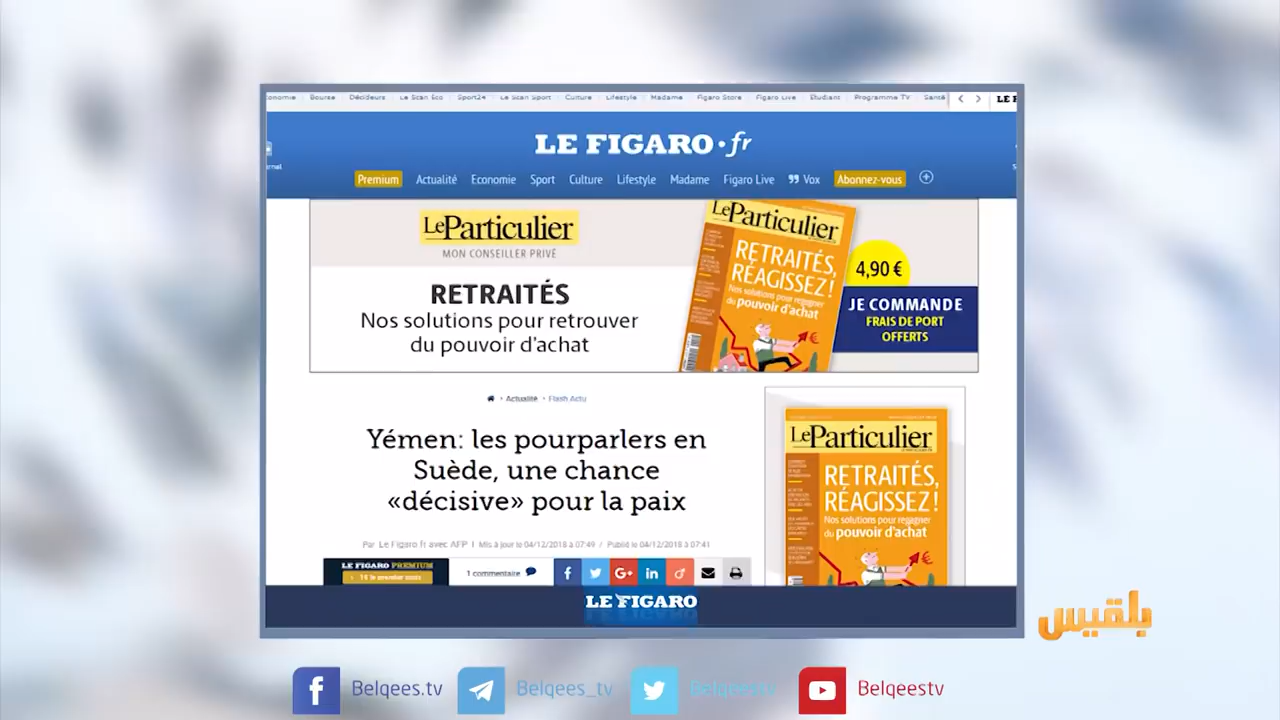 onomie Bourse Décideurs Le Scan Eco Sport24 Le Scan Sport Culture Lifestyle Madame Figaro Store Figaro Live Etudiant Programme TV Santé LE F
LE FIGARO·fr
Premium Actualité Economie Sport Culture Lifestyle Madame Figaro Live Vox Abonnez-vous
Le Particulier
MON CONSEILLER PRIVÉ
RETRAITÉS
Nos solutions pour retrouver
du pouvoir d'achat
Le Particulier
RETRAITÉS,
RÉAGISSEZ!
Nos solutions pour regagner
du pouvoir d'achat
4,90 €
JE COMMANDE
FRAIS DE PORT
OFFERTS
Actualité Flash Actu
Yémen: les pourparlers en
Suède, une chance
«décisive» pour la paix
Par Le Figaro.fr avec AFP Mis à jour le 04/12/2018 à 07:49 / Publié le 04/12/2018 à 07:41
LE FIGARO PREMIUM
1€ le premier mois
1 commentaire
Le Particulier
RETRAITÉS,
RÉAGISSEZ!
Nos solutions pour regagner
du pouvoir d'achat
LE FIGARO
بلقيس
Belqees.tv Belqees_tv Belqeestv Belqeestv